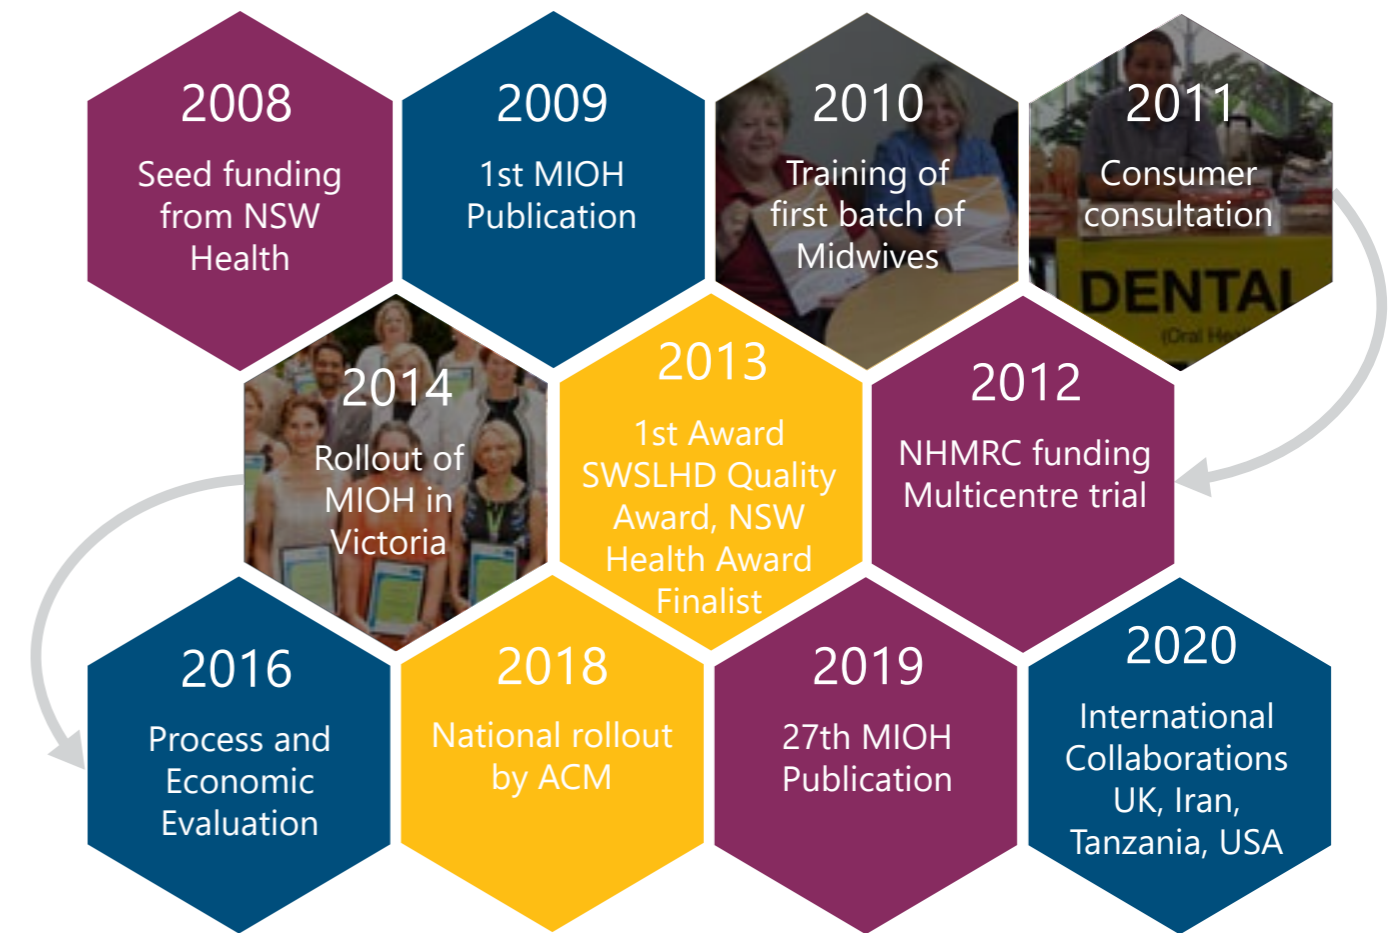 2008
Seed funding
from NSW
Health
2009
1st MIOH
Publication
2010
Training of
first batch of
Midwives
2011
Consumer
consultation
DENTAL
(Oral
2012
NHMRC funding
Multicentre trial
2013
1st Award
SWSLHD Quality
Award, NSW
Health Award
Finalist
2014
Rollout of
MIOH in
Victoria
2016
Process and
Economic
Evaluation
2018
National rollout
by ACM
2019
27th MIOH
Publication
2020
International
Collaborations
UK, Iran,
Tanzania, USA